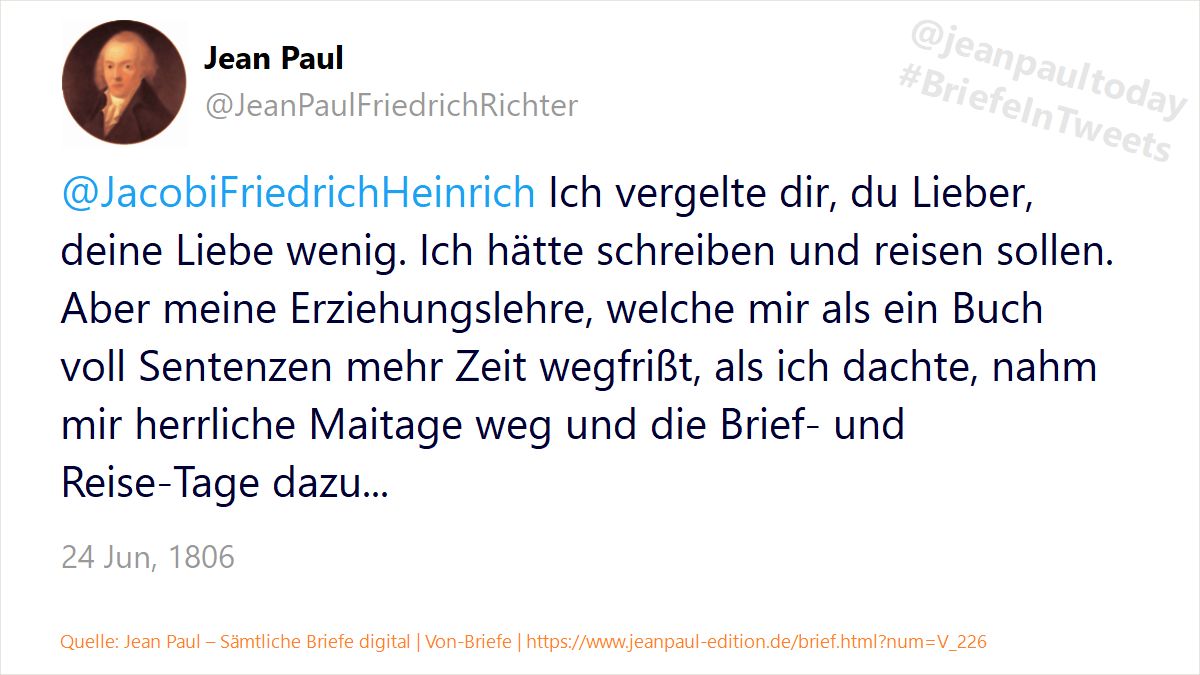 Jean Paul
@JeanPaulFriedrichRichter
@jeanpaultoday
#BriefeInTweets
@JacobiFriedrichHeinrich Ich vergelte dir, du Lieber,
deine Liebe wenig. Ich hätte schreiben und reisen sollen.
Aber meine Erziehungslehre, welche mir als ein Buch
voll Sentenzen mehr Zeit wegfrißt, als ich dachte, nahm
mir herrliche Maitage weg und die Brief- und
Reise-Tage dazu...
24 Jun, 1806
Quelle: Jean Paul – Sämtliche Briefe digital | Von-Briefe | https://www.jeanpaul-edition.de/brief.html?num=V_226